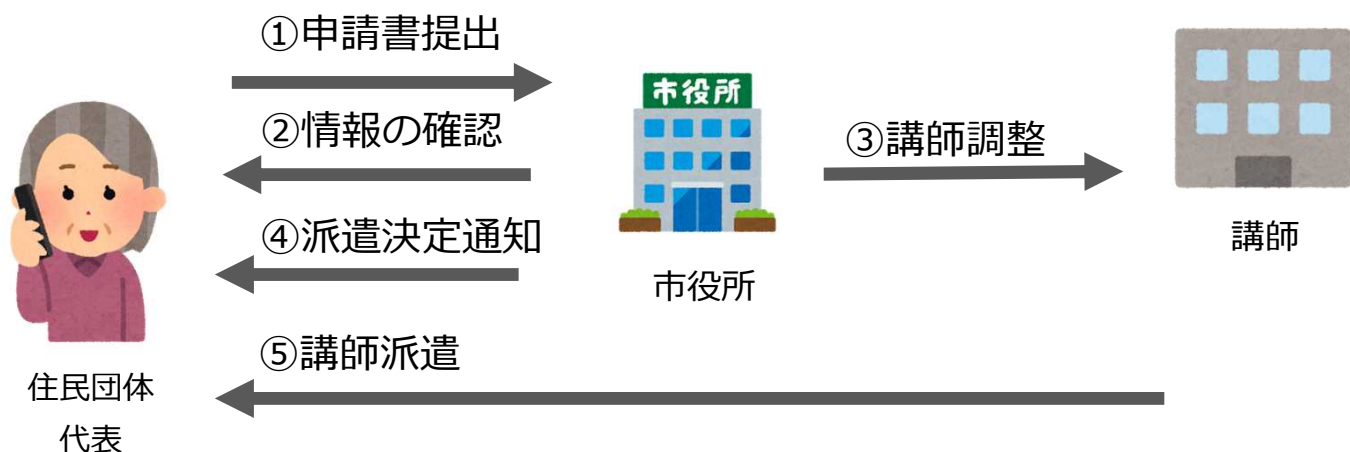 ①申請書提出
②情報の確認
③講師調整
④派遣決定通知
⑤講師派遣
市役所
市役所
講師
住民団体
代表